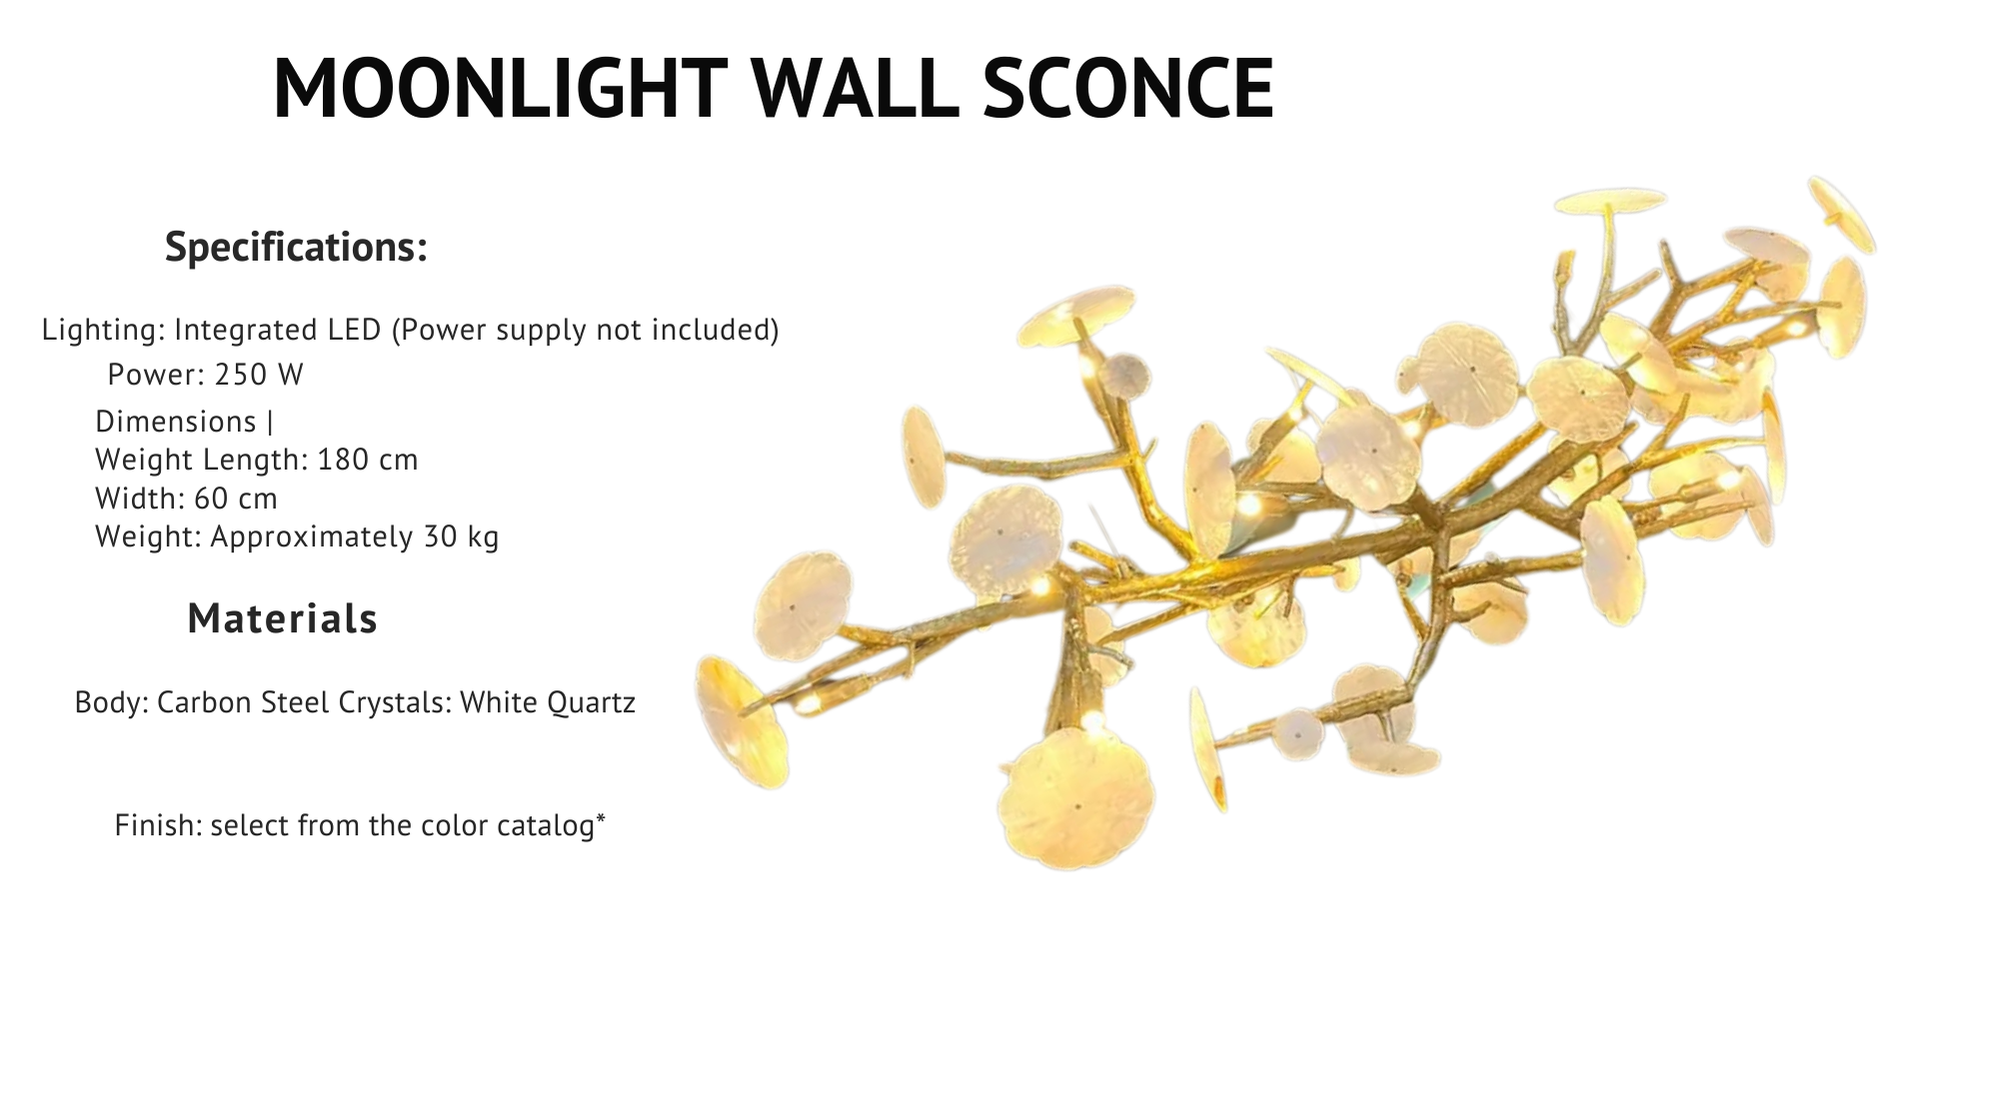 MOONLIGHT WALL SCONCE
Specifications:
Lighting: Integrated LED (Power supply not included)
Power: 250 W
Dimensions |
Weight Length: 180 cm
Width: 60 cm
Weight: Approximately 30 kg
Materials
Body: Carbon Steel Crystals: White Quartz
Finish: select from the color catalog*